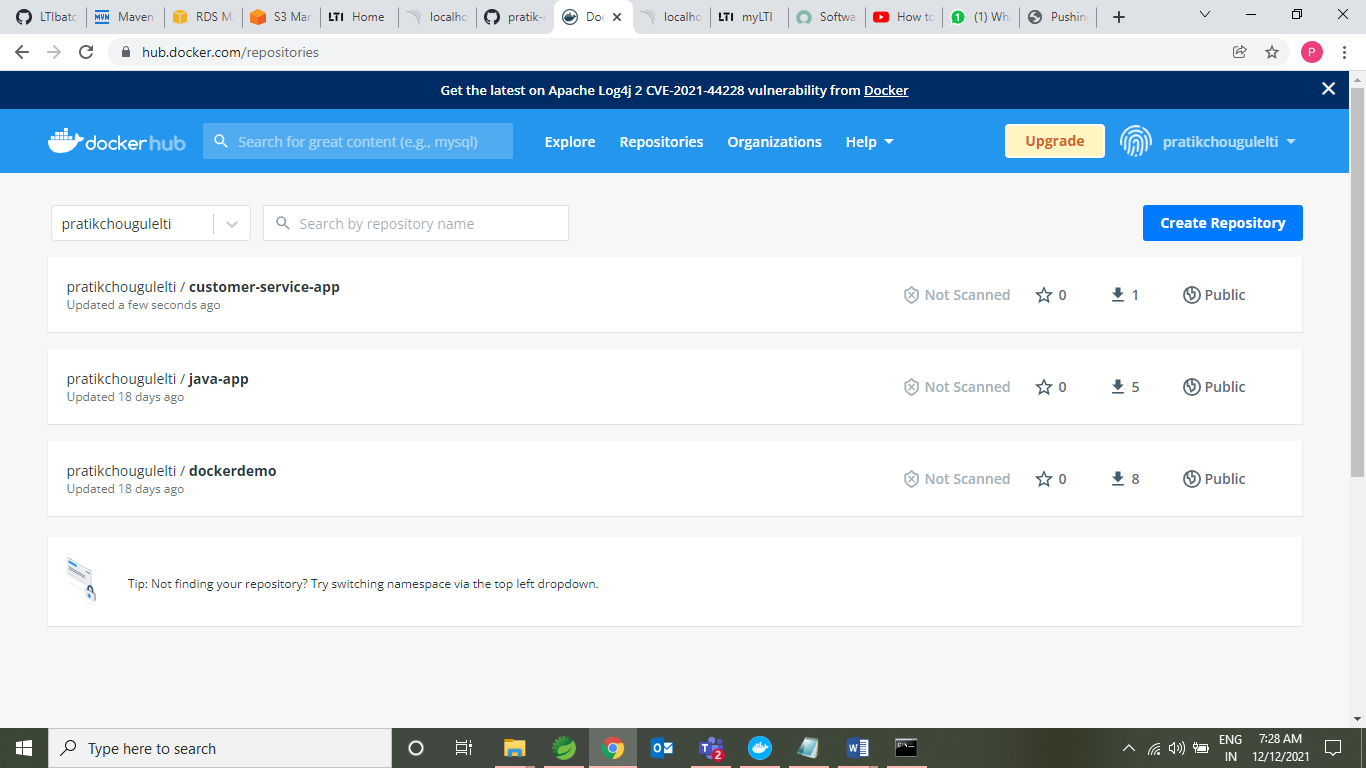 LTIbat
MVN Maven
RDS M
S3 Mar
LTI Home
localho
pratik-c
Doc
localho
LTI myLTI
Softwa
How to
1 (1) Wh
Pushin
hub.docker.com/repositories
P
Get the latest on Apache Log4j 2 CVE-2021-44228 vulnerability from Docker
dockerhub
Search for great content (e.g., mysql)
Explore
Repositories
Organizations
Help
Upgrade
pratikchougulelti
pratikchougulelti
Search by repository name
Create Repository
pratikchougulelti / customer-service-app
Updated a few seconds ago
Not Scanned
0
1
Public
pratikchougulelti / java-app
Updated 18 days ago
Not Scanned
0
5
Public
pratikchougulelti / dockerdemo
Updated 18 days ago
Not Scanned
0
8
Public
Tip: Not finding your repository? Try switching namespace via the top left dropdown.
Type here to search
2
ENG
IN
7:28 AM
12/12/2021